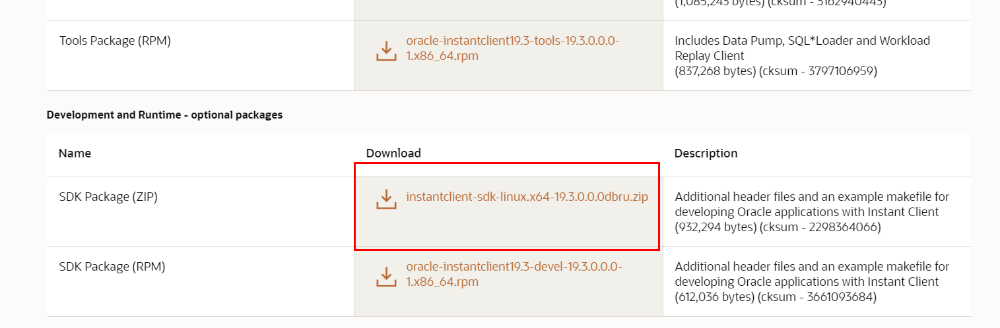 (1,085,243 bytes) (cksum - 3162940443)
Tools Package (RPM)
oracle-instantclient19.3-tools-19.3.0.0.0-
1.x86_64.rpm
Includes Data Pump, SQL*Loader and Workload
Replay Client
(837,268 bytes) (cksum - 3797106959)
Development and Runtime - optional packages
Name
Download
Description
SDK Package (ZIP)
instantclient-sdk-linux.x64-19.3.0.0.0dbru.zip
Additional header files and an example makefile for
developing Oracle applications with Instant Client
(932,294 bytes) (cksum - 2298364066)
SDK Package (RPM)
oracle-instantclient19.3-devel-19.3.0.0.0-
1.x86_64.rpm
Additional header files and an example makefile for
developing Oracle applications with Instant Client
(612,036 bytes) (cksum - 3661093684)